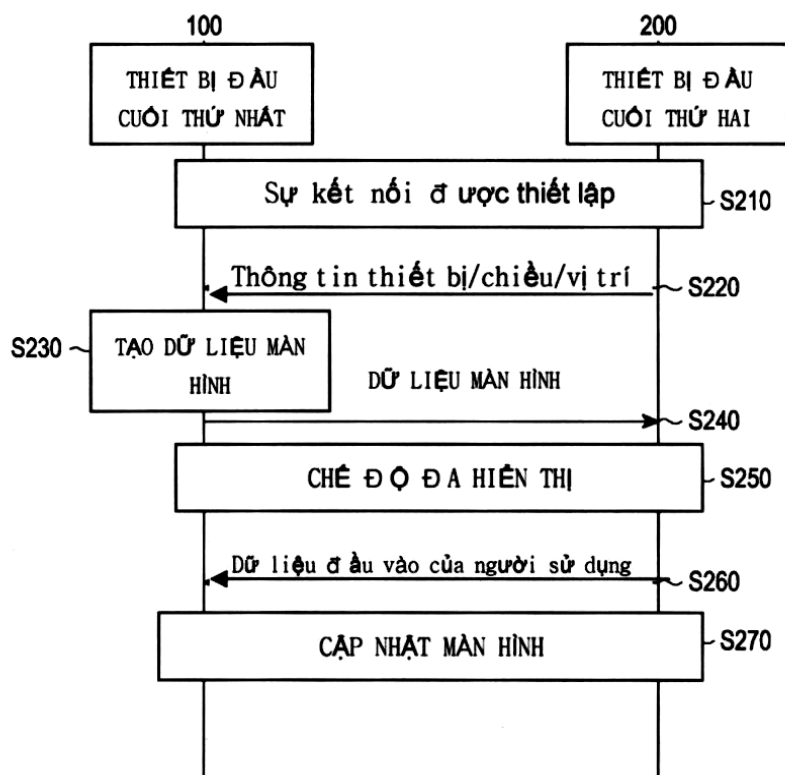 100
200
THIẾT BỊ ĐẦU
CUỐI THỨ NHẤT
THIẾT BỊ ĐẦU
CUỐI THỨ HAI
Sự kết nối được thiết lập
S210
Thông tin thiết bị/chiều/vị trí
S220
S230
TẠO DỮ LIỆU MÀN
HÌNH
DỮ LIỆU MÀN HÌNH
S240
CHẾ ĐỘ ĐA HIỂN THỊ
S250
Dữ liệu đầu vào của người sử dụng
S260
CẬP NHẬT MÀN HÌNH
S270